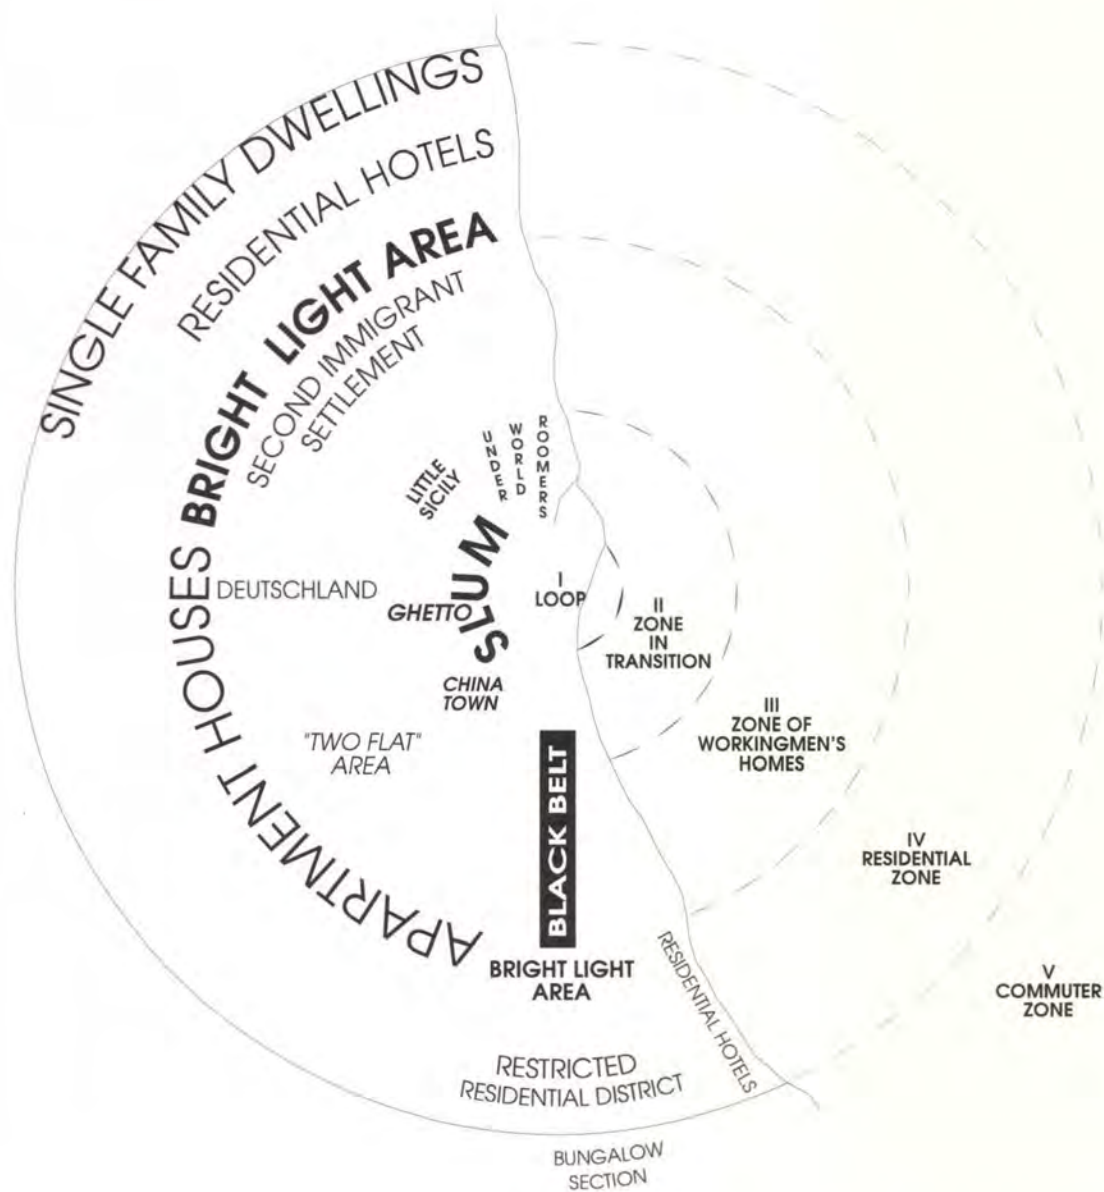 SINGLE FAMILY DWELLINGS
RESIDENTIAL HOTELS
BRIGHT LIGHT AREA
SECOND IMMIGRANT
SETTLEMENT
LITTLE
SICILY
UNDER
WORLD
ROOMERS
SLUM
I
LOOP
DEUTSCHLAND
GHETTO
CHINA
TOWN
"TWO FLAT"
AREA
APARTMENT HOUSES
BLACK BELT
BRIGHT LIGHT
AREA
RESIDENTIAL HOTELS
RESTRICTED
RESIDENTIAL DISTRICT
BUNGALOW
SECTION
II
ZONE
IN
TRANSITION
III
ZONE OF
WORKINGMEN'S
HOMES
IV
RESIDENTIAL
ZONE
V
COMMUTER
ZONE